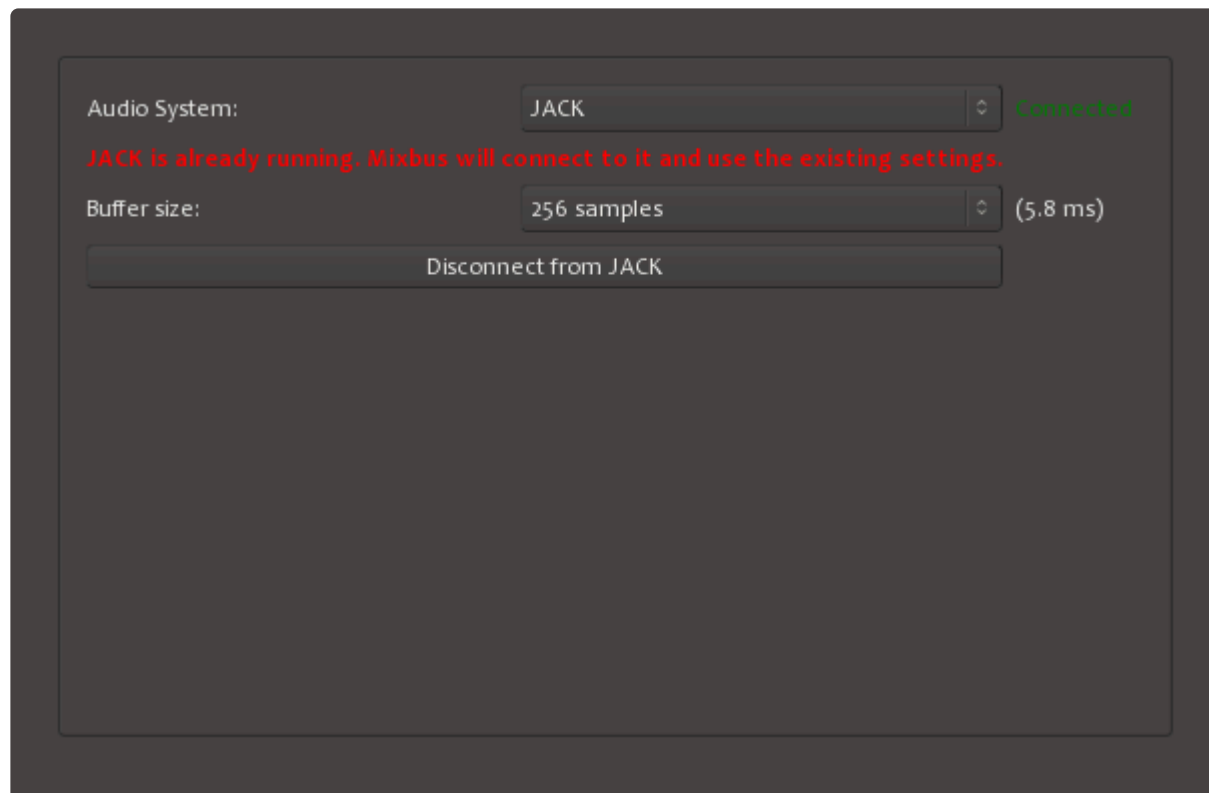 Audio System: JACK Connected
JACK is already running. Mixbus will connect to it and use the existing settings.
Buffer size: 256 samples (5.8 ms)
Disconnect from JACK